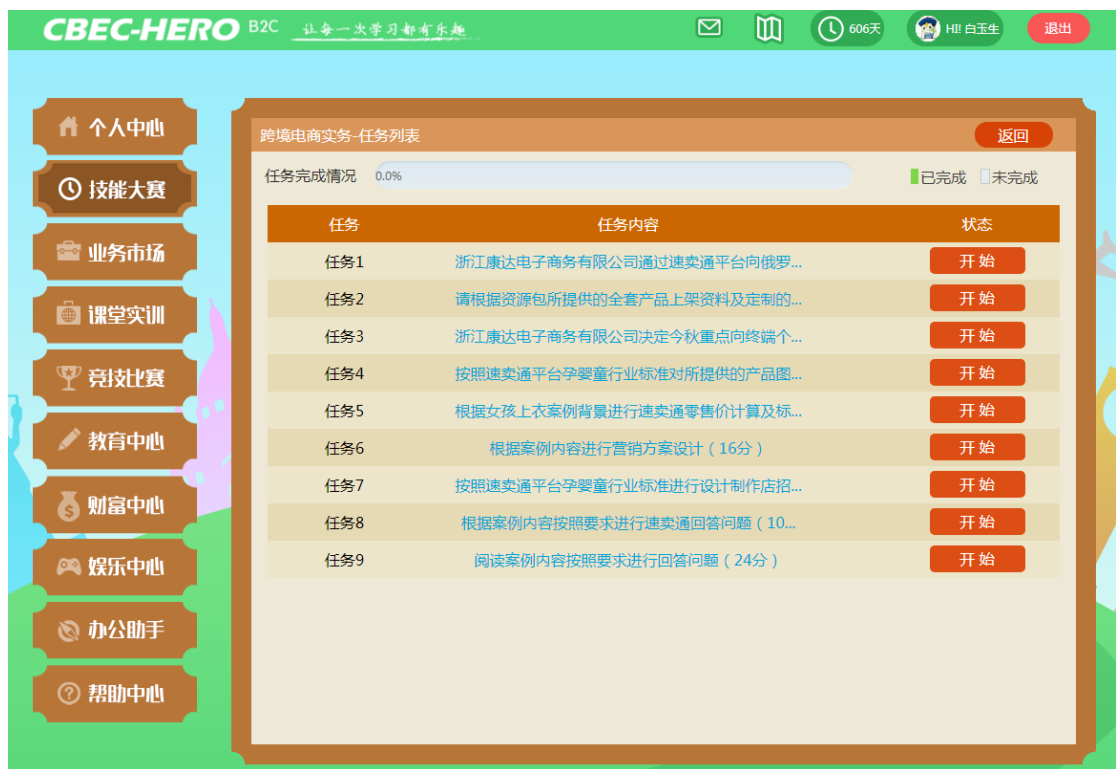 CBEC-HERO B2C 让每一次学习都有乐趣 606天 HI! 白玉生 退出
个人中心
技能大赛
业务市场
课堂实训
竞技比赛
教育中心
财富中心
娱乐中心
办公助手
帮助中心
跨境电商实务-任务列表 返回
任务完成情况 0.0% 已完成 未完成
任务 任务内容 状态
任务1 浙江康达电子商务有限公司通过速卖通平台向俄罗... 开始
任务2 请根据资源包所提供的全套产品上架资料及定制的... 开始
任务3 浙江康达电子商务有限公司决定今秋重点向终端个... 开始
任务4 按照速卖通平台孕婴童行业标准对所提供的产品图... 开始
任务5 根据女孩上衣案例背景进行速卖通零售价计算及标... 开始
任务6 根据案例内容进行营销方案设计（16分） 开始
任务7 按照速卖通平台孕婴童行业标准进行设计制作店招... 开始
任务8 根据案例内容按照要求进行速卖通回答问题（10... 开始
任务9 阅读案例内容按照要求进行回答问题（24分） 开始